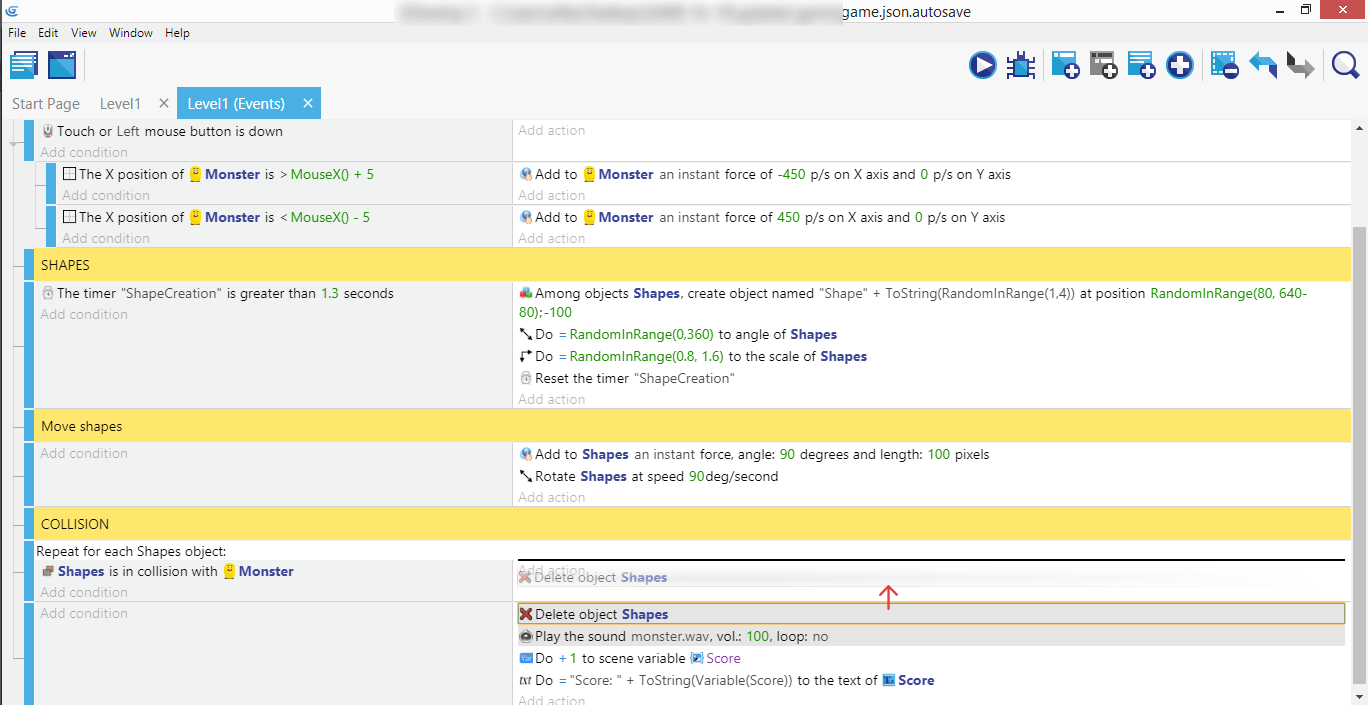 game.json.autosave
File Edit View Window Help
Start Page Level1 Level1 (Events)
Touch or Left mouse button is down
Add action
Add condition
The X position of Monster is > MouseX() + 5
Add to Monster an instant force of -450 p/s on X axis and 0 p/s on Y axis
Add condition
Add action
The X position of Monster is < MouseX() - 5
Add to Monster an instant force of 450 p/s on X axis and 0 p/s on Y axis
Add condition
Add action
SHAPES
The timer "ShapeCreation" is greater than 1.3 seconds
Add condition
Among objects Shapes, create object named "Shape" + ToString(RandomInRange(1,4)) at position RandomInRange(80, 640-
80);-100
Do = RandomInRange(0,360) to angle of Shapes
Do = RandomInRange(0.8, 1.6) to the scale of Shapes
Reset the timer "ShapeCreation"
Add action
Move shapes
Add condition
Add to Shapes an instant force, angle: 90 degrees and length: 100 pixels
Rotate Shapes at speed 90deg/second
Add action
COLLISION
Repeat for each Shapes object:
Shapes is in collision with Monster
Add condition
Add action
Delete object Shapes
Add condition
Delete object Shapes
Play the sound monster.wav, vol.: 100, loop: no
Var Do + 1 to scene variable Score
txt Do = "Score: " + ToString(Variable(Score)) to the text of Score
Add action